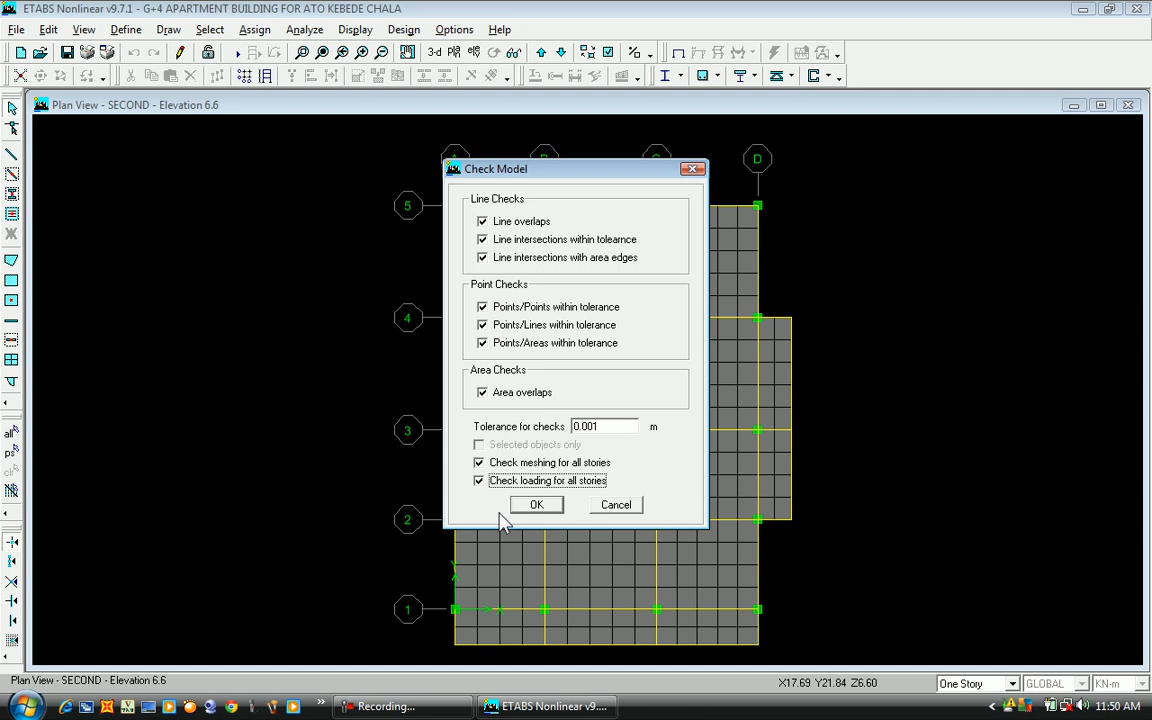 ETABS Nonlinear v9.7.1 - G+4 APARTMENT BUILDING FOR ATO KEBEDE CHALA
File Edit View Define Draw Select Assign Analyze Display Design Options Help
3-d
Plan View - SECOND - Elevation 6.6
D
Check Model
Line Checks
Line overlaps
Line intersections within tolearnce
Line intersections with area edges
Point Checks
Points/Points within tolerance
Points/Lines within tolerance
Points/Areas within tolerance
Area Checks
Area overlaps
Tolerance for checks 0.001 m
Selected objects only
Check meshing for all stories
Check loading for all stories
OK Cancel
5
4
3
2
1
X
all
ps
clr
Plan View - SECOND - Elevation 6.6
X17.69 Y21.84 Z6.60
One Story
GLOBAL
KN-m
Recording...
ETABS Nonlinear v9....
11:50 AM